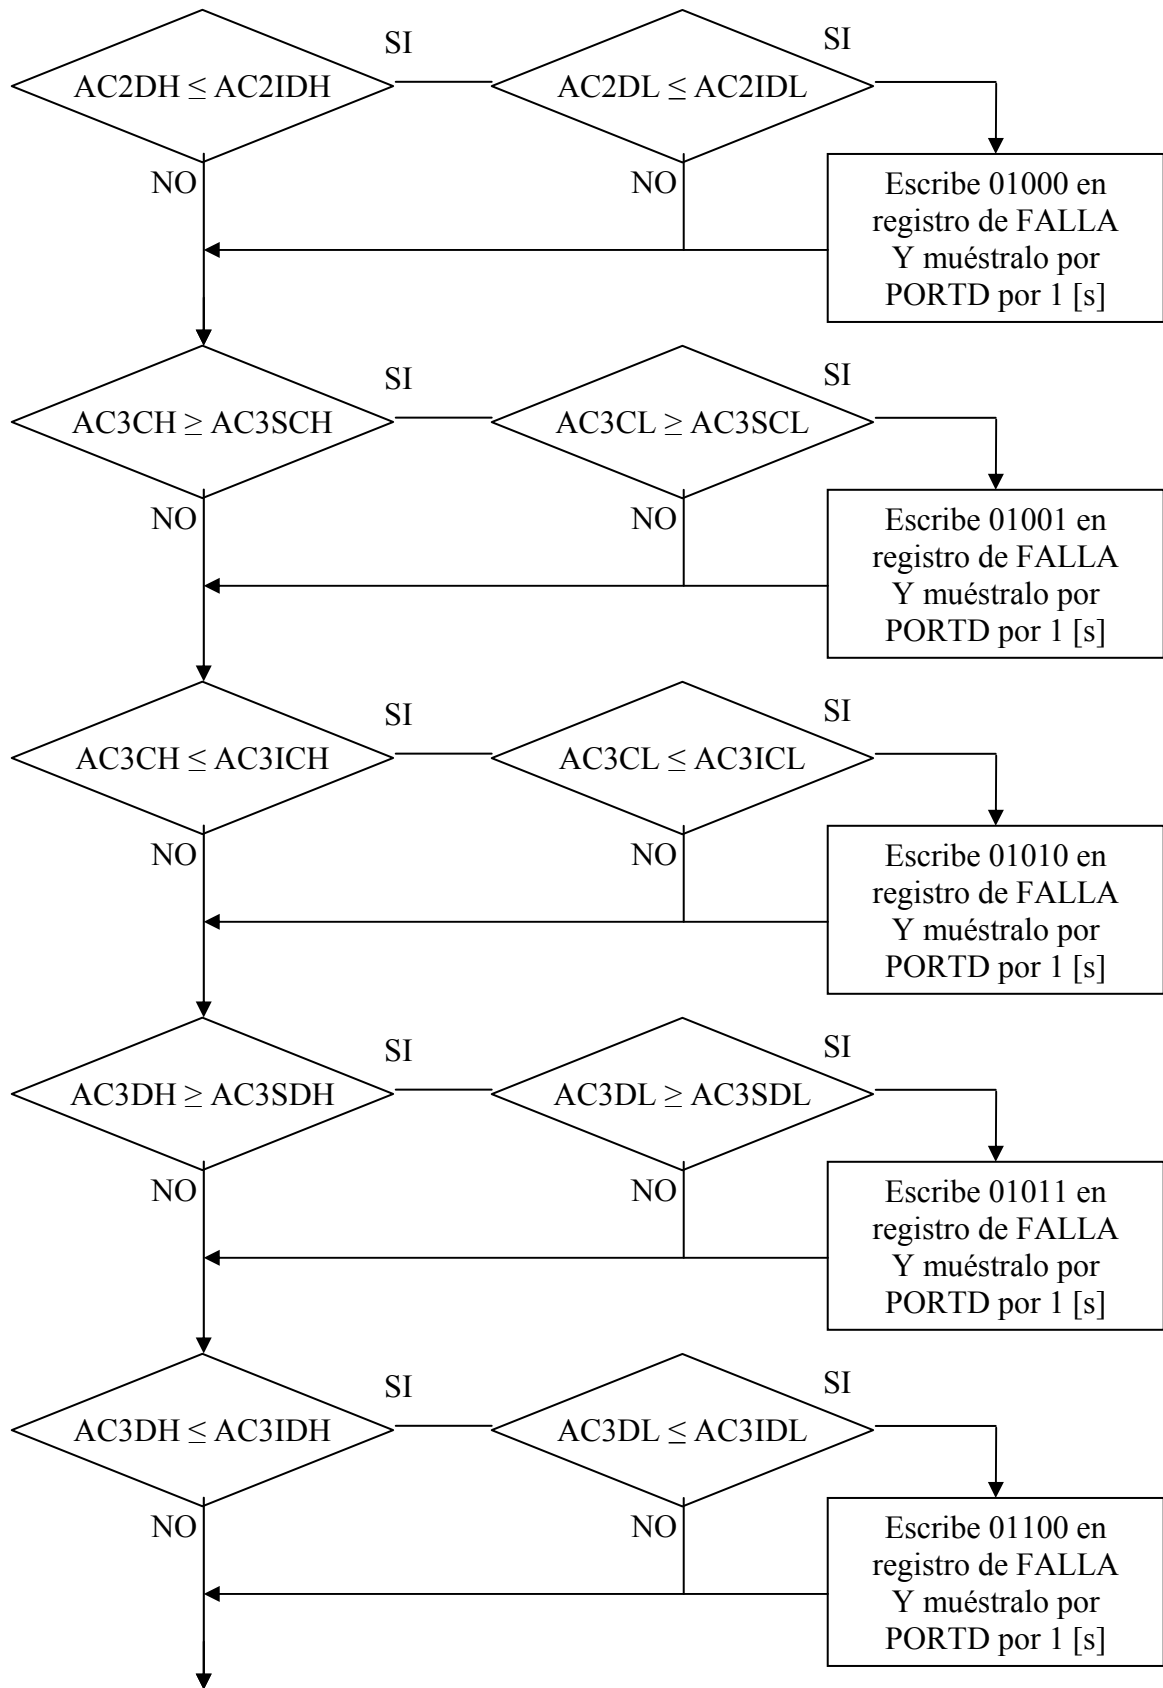 SI
SI
AC2DH ≤ AC2IDH
AC2DL ≤ AC2IDL
NO
NO
Escribe 01000 en
registro de FALLA
Y muéstralo por
PORTD por 1 [s]
SI
SI
AC3CH ≥ AC3SCH
AC3CL ≥ AC3SCL
NO
NO
Escribe 01001 en
registro de FALLA
Y muéstralo por
PORTD por 1 [s]
SI
SI
AC3CH ≤ AC3ICH
AC3CL ≤ AC3ICL
NO
NO
Escribe 01010 en
registro de FALLA
Y muéstralo por
PORTD por 1 [s]
SI
SI
AC3DH ≥ AC3SDH
AC3DL ≥ AC3SDL
NO
NO
Escribe 01011 en
registro de FALLA
Y muéstralo por
PORTD por 1 [s]
SI
SI
AC3DH ≤ AC3IDH
AC3DL ≤ AC3IDL
NO
NO
Escribe 01100 en
registro de FALLA
Y muéstralo por
PORTD por 1 [s]